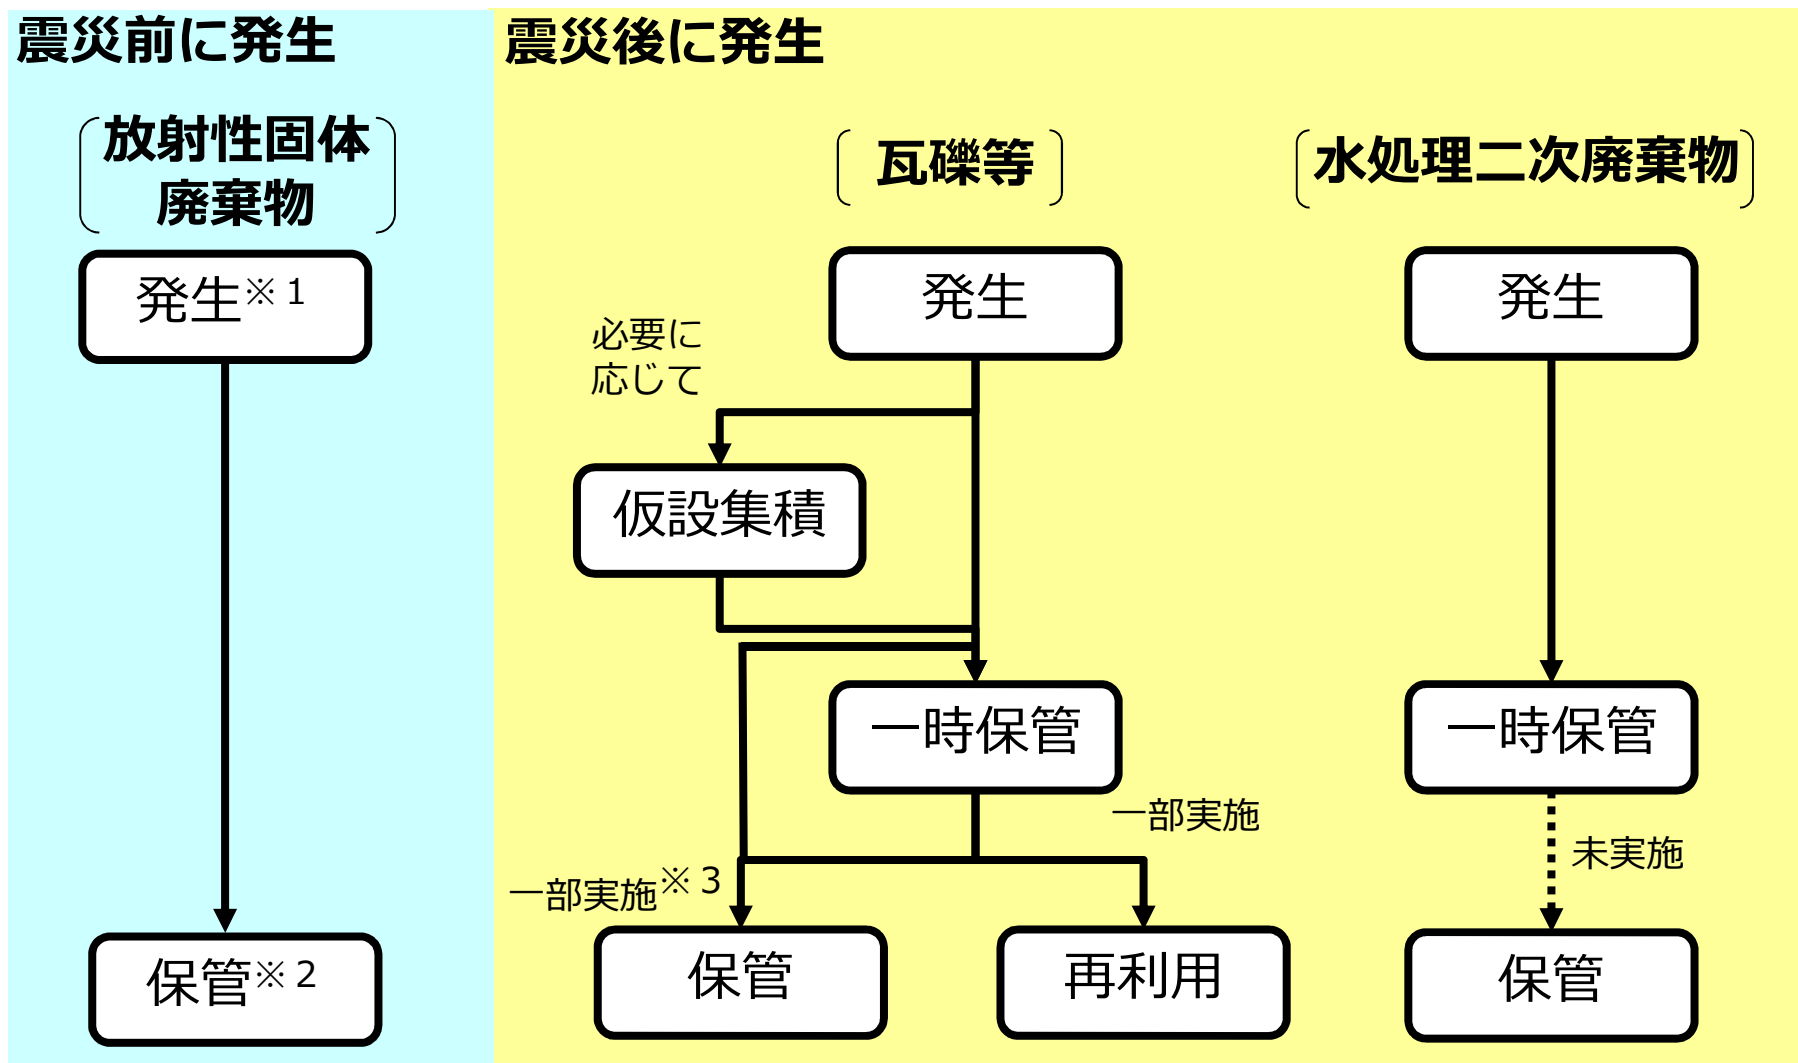 震災前に発生
放射性固体
廃棄物
発生※１
保管※２
震災後に発生
瓦礫等
発生
必要に
応じて
仮設集積
一時保管
一部実施
一部実施※３
保管
再利用
水処理二次廃棄物
発生
一時保管
未実施
保管